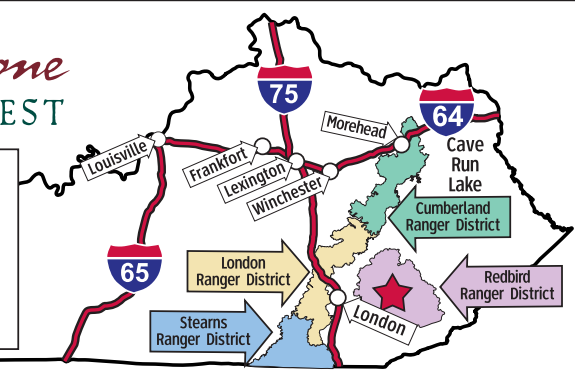 one
EST
75
64
65
Louisville
Frankfort
Lexington
Winchester
Morehead
Cave
Run
Lake
Cumberland
Ranger District
London
Ranger District
Redbird
Ranger District
Stearns
Ranger District
London